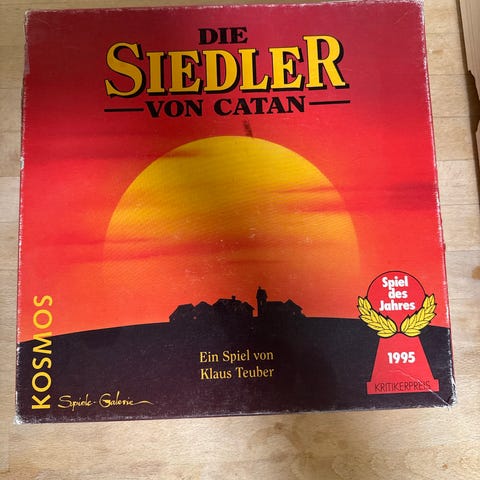 DIE
SIEDLER
VON CATAN
Spiel
des
Jahres
1995
KRITIKERPREIS
Ein Spiel von
Klaus Teuber
KOSMOS
Spiele-Galerie